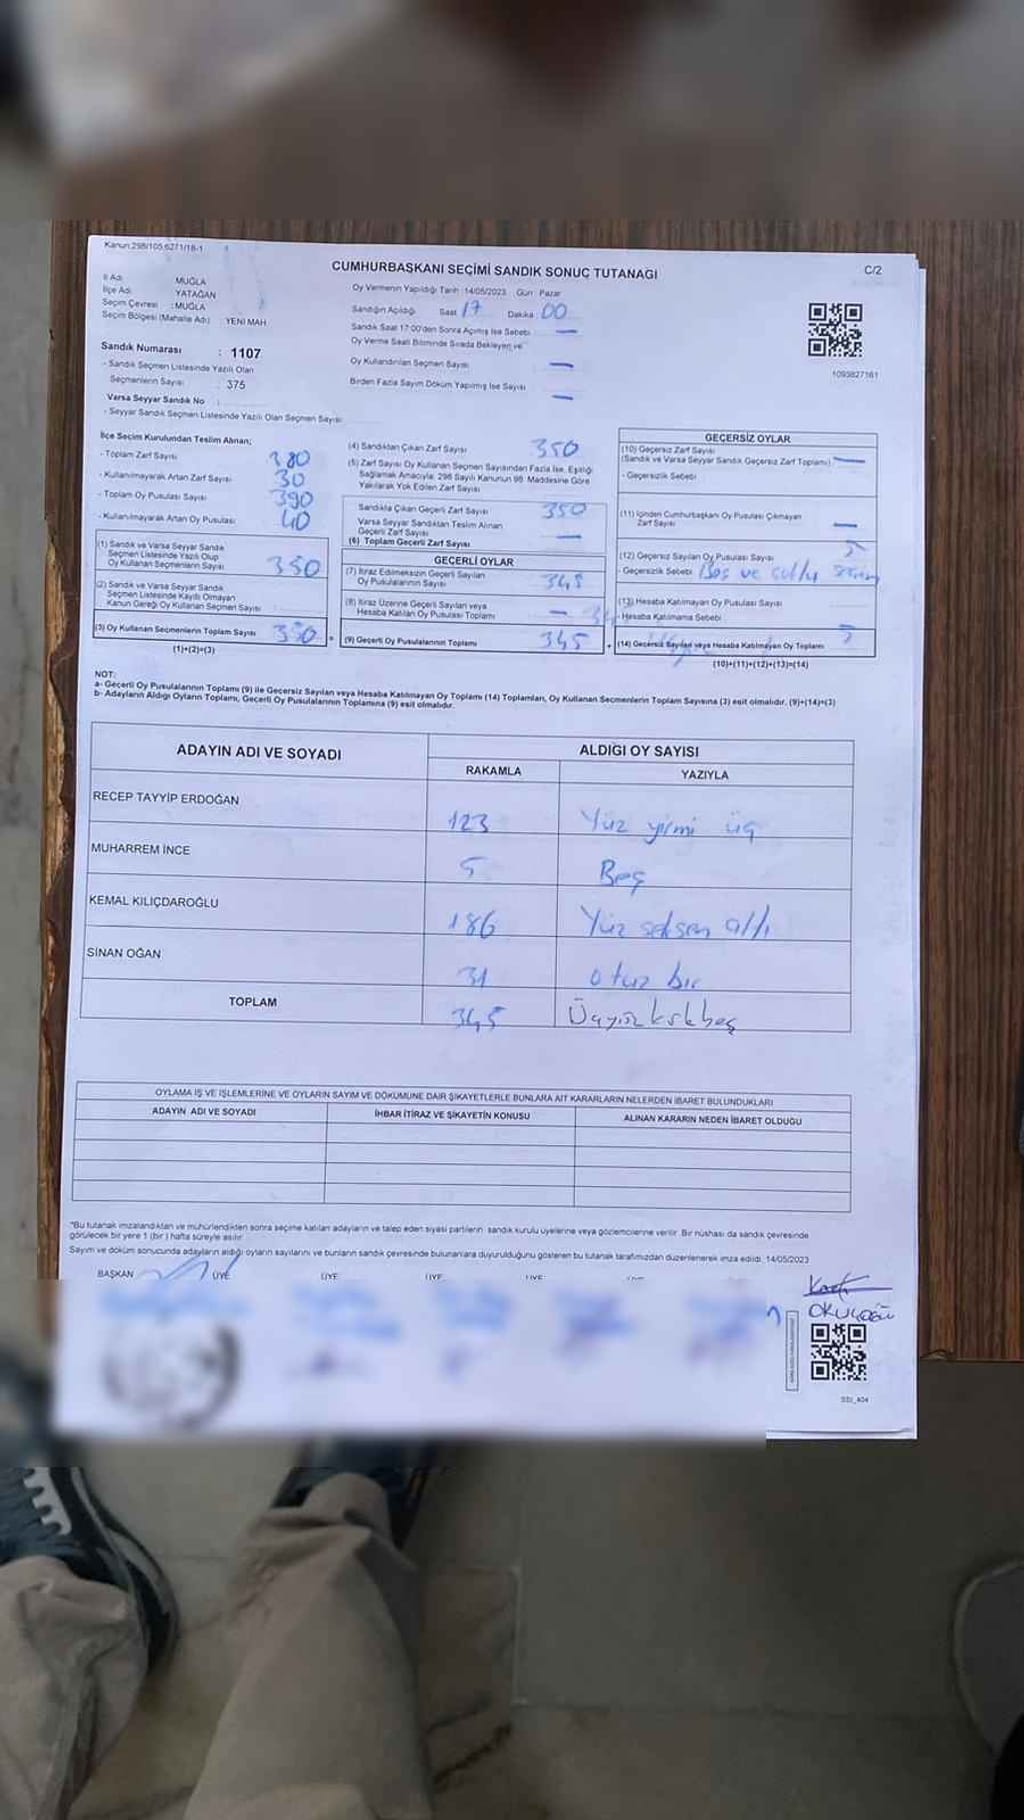 Kanun:298/105,6271/18-1
CUMHURBAŞKANI SEÇİMİ SANDIK SONUÇ TUTANAĞI
C/2
İl Adı : MUĞLA
İlçe Adı : YATAĞAN
Seçim Çevresi : MUĞLA
Seçim Bölgesi (Mahalle Adı) : YENİ MAH
Sandık Numarası : 1107
- Sandık Seçmen Listesinde Yazılı Olan
Seçmenlerin Sayısı : 375
Varsa Seyyar Sandık No :
- Seyyar Sandık Seçmen Listesinde Yazılı Olan Seçmen Sayısı
Oy Vermenin Yapıldığı Tarih :14/05/2023 Gün : Pazar
Sandığın Açıldığı Saat 17 Dakika 00
Sandık Saat 17:00'den Sonra Açılmış İse Sebebi —
Oy Verme Saati Bitiminde Sırada Bekleyen ve
Oy Kullandırılan Seçmen Sayısı —
Birden Fazla Sayım Döküm Yapılmış İse Sayısı —
1093827161
İlçe Seçim Kurulundan Teslim Alınan;
- Toplam Zarf Sayısı 380
- Kullanılmayarak Artan Zarf Sayısı 30
- Toplam Oy Pusulası Sayısı 390
- Kullanılmayarak Artan Oy Pusulası 40
(1) Sandık ve Varsa Seyyar Sandık
Seçmen Listesinde Yazılı Olup
Oy Kullanan Seçmenlerin Sayısı 350
(2) Sandık ve Varsa Seyyar Sandık
Seçmen Listesinde Kayıtlı Olmayan
Kanun Gereği Oy Kullanan Seçmen Sayısı
(3) Oy Kullanan Seçmenlerin Toplam Sayısı 350
(1)+(2)=(3)
(4) Sandıktan Çıkan Zarf Sayısı 350
(5) Zarf Sayısı Oy Kullanan Seçmen Sayısından Fazla İse, Eşitliği
Sağlamak Amacıyla; 298 Sayılı Kanunun 98. Maddesine Göre
Yakılarak Yok Edilen Zarf Sayısı
Sandıkta Çıkan Geçerli Zarf Sayısı 350
Varsa Seyyar Sandıktan Teslim Alınan
Geçerli Zarf Sayısı —
(6) Toplam Geçerli Zarf Sayısı
GEÇERLİ OYLAR
(7) İtiraz Edilmeksizin Geçerli Sayılan
Oy Pusulalarının Sayısı 345
(8) İtiraz Üzerine Geçerli Sayılan veya
Hesaba Katılan Oy Pusulası Toplamı —
(9) Geçerli Oy Pusulalarının Toplamı 345
GEÇERSİZ OYLAR
(10) Geçersiz Zarf Sayısı
(Sandık ve Varsa Seyyar Sandık Geçersiz Zarf Toplamı) —
- Geçersizlik Sebebi
(11) İçinden Cumhurbaşkanı Oy Pusulası Çıkmayan
Zarf Sayısı —
(12) Geçersiz Sayılan Oy Pusulası Sayısı 5
- Geçersizlik Sebebi Boş ve
(13) Hesaba Katılmayan Oy Pusulası Sayısı
- Hesaba Katılmama Sebebi
(14) Geçersiz Sayılan veya Hesaba Katılmayan Oy Toplamı 5
(10)+(11)+(12)+(13)=(14)
NOT:
a- Geçerli Oy Pusulalarının Toplamı (9) ile Geçersiz Sayılan veya Hesaba Katılmayan Oy Toplamı (14) Toplamları, Oy Kullanan Seçmenlerin Toplam Sayısına (3) eşit olmalıdır. (9)+(14)=(3)
b- Adayların Aldığı Oyların Toplamı, Geçerli Oy Pusulalarının Toplamına (9) eşit olmalıdır.
ADAYIN ADI VE SOYADI ALDIĞI OY SAYISI
RAKAMLA YAZIYLA
RECEP TAYYİP ERDOĞAN 123 Yüz yirmi üç
MUHARREM İNCE 5 Beş
KEMAL KILIÇDAROĞLU 186 Yüz seksen altı
SİNAN OĞAN 31 otuz bir
TOPLAM 345 Üçyüzkırkbeş
OYLAMA İŞ VE İŞLEMLERİNE VE OYLARIN SAYIM VE DÖKÜMÜNE DAİR ŞİKAYETLERLE BUNLARA AİT KARARLARIN NELERDEN İBARET BULUNDUKLARI
ADAYIN ADI VE SOYADI İHBAR İTİRAZ VE ŞİKAYETİN KONUSU ALINAN KARARIN NEDEN İBARET OLDUĞU
"Bu tutanak imzalandıktan ve mühürlendikten sonra seçime katılan adayların ve talep eden siyasi partilerin sandık kurulu üyelerine veya gözlemcilerine verilir. Bir nüshası da sandık çevresinde
görülecek bir yere 1 (bir) hafta süreyle asılır.
Sayım ve döküm sonucunda adayların aldığı oyların sayılarını ve bunların sandık çevresinde bulunanlara duyurulduğunu gösteren bu tutanak tarafımızdan düzenlenerek imza edildi. 14/05/2023
BAŞKAN ÜYE ÜYE ÜYE ÜYE